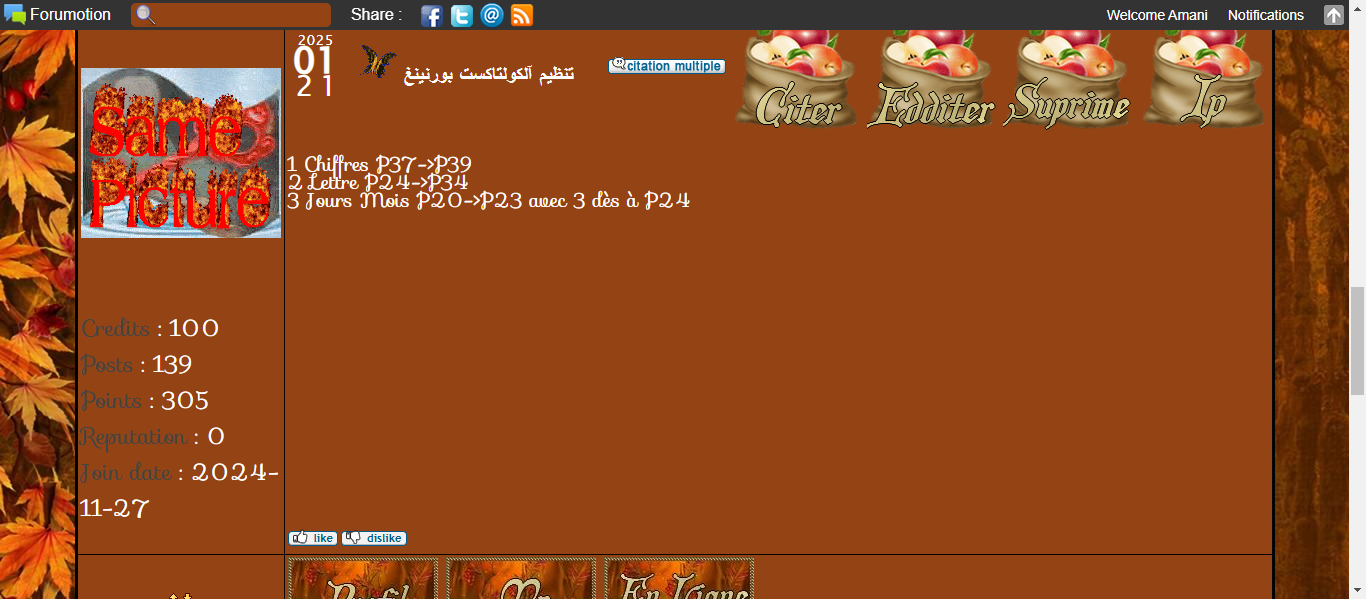 Forumotion
Share :
Welcome Amani
Notifications
2025
01
21
تنظيم آلكولتاكست بورنينغ
citation multiple
Citer
Edditer
Suprime
Ip
Same
Picture
1 Chiffres P37->P39
2 Lettre P24->P34
3 Jours Mois P20->P23 avec 3 dès à P24
Credits : 100
Posts : 139
Points : 305
Reputation : 0
Join date : 2024-
11-27
like
dislike
Profil
Mp
En Ligne